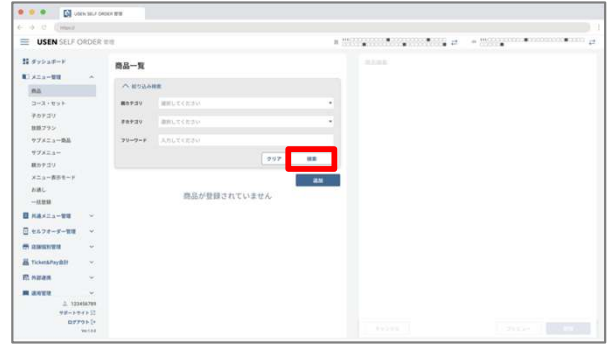 USEN SELF ORDER 管理
https://
USEN SELF ORDER 管理
ダッシュボード
メニュー管理
商品
コース・セット
子カテゴリ
放題プラン
サブメニュー商品
サブメニュー
親カテゴリ
メニュー表示モード
お通し
一括登録
共通メニュー管理
セルフオーダー管理
店舗個別管理
Ticket&Pay会計
外部連携
運用管理
123456789
サポートサイト
ログアウト
商品一覧
絞り込み検索
親カテゴリ
選択してください
子カテゴリ
選択してください
フリーワード
入力してください
クリア
検索
追加
商品が登録されていません
キャンセル